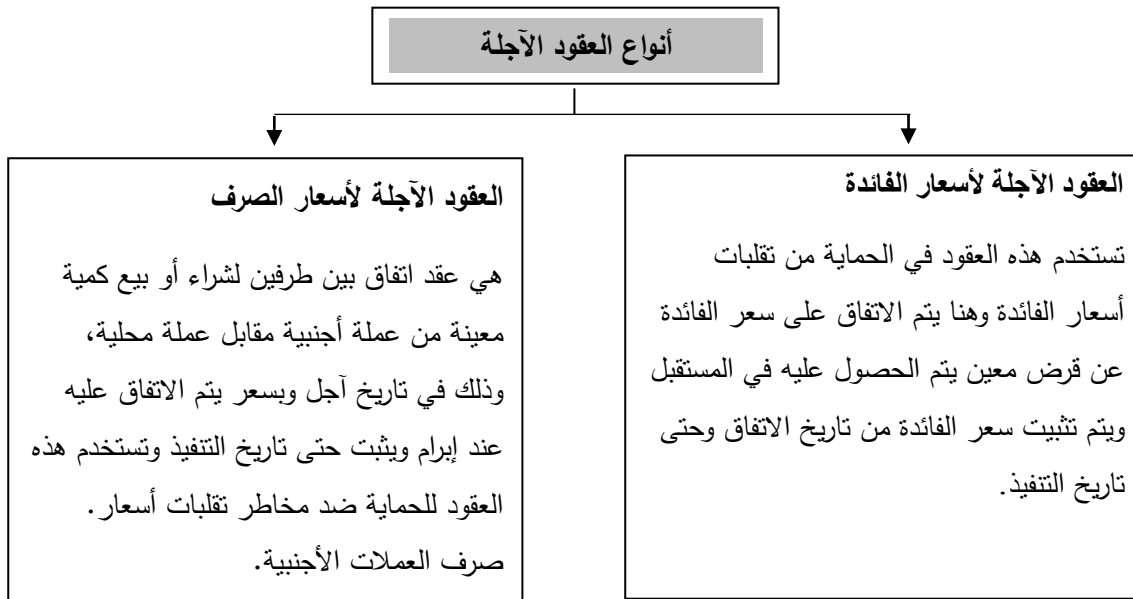 أنواع العقود الآجلة
العقود الآجلة لأسعار الفائدة
تستخدم هذه العقود في الحماية من تقلبات
أسعار الفائدة وهنا يتم الاتفاق على سعر الفائدة
عن قرض معين يتم الحصول عليه في المستقبل
ويتم تثبيت سعر الفائدة من تاريخ الاتفاق وحتى
تاريخ التنفيذ.
العقود الآجلة لأسعار الصرف
هي عقد اتفاق بين طرفين لشراء أو بيع كمية
معينة من عملة أجنبية مقابل عملة محلية،
وذلك في تاريخ آجل وبسعر يتم الاتفاق عليه
عند إبرام ويثبت حتى تاريخ التنفيذ وتستخدم هذه
العقود للحماية ضد مخاطر تقلبات أسعار.
صرف العملات الأجنبية.